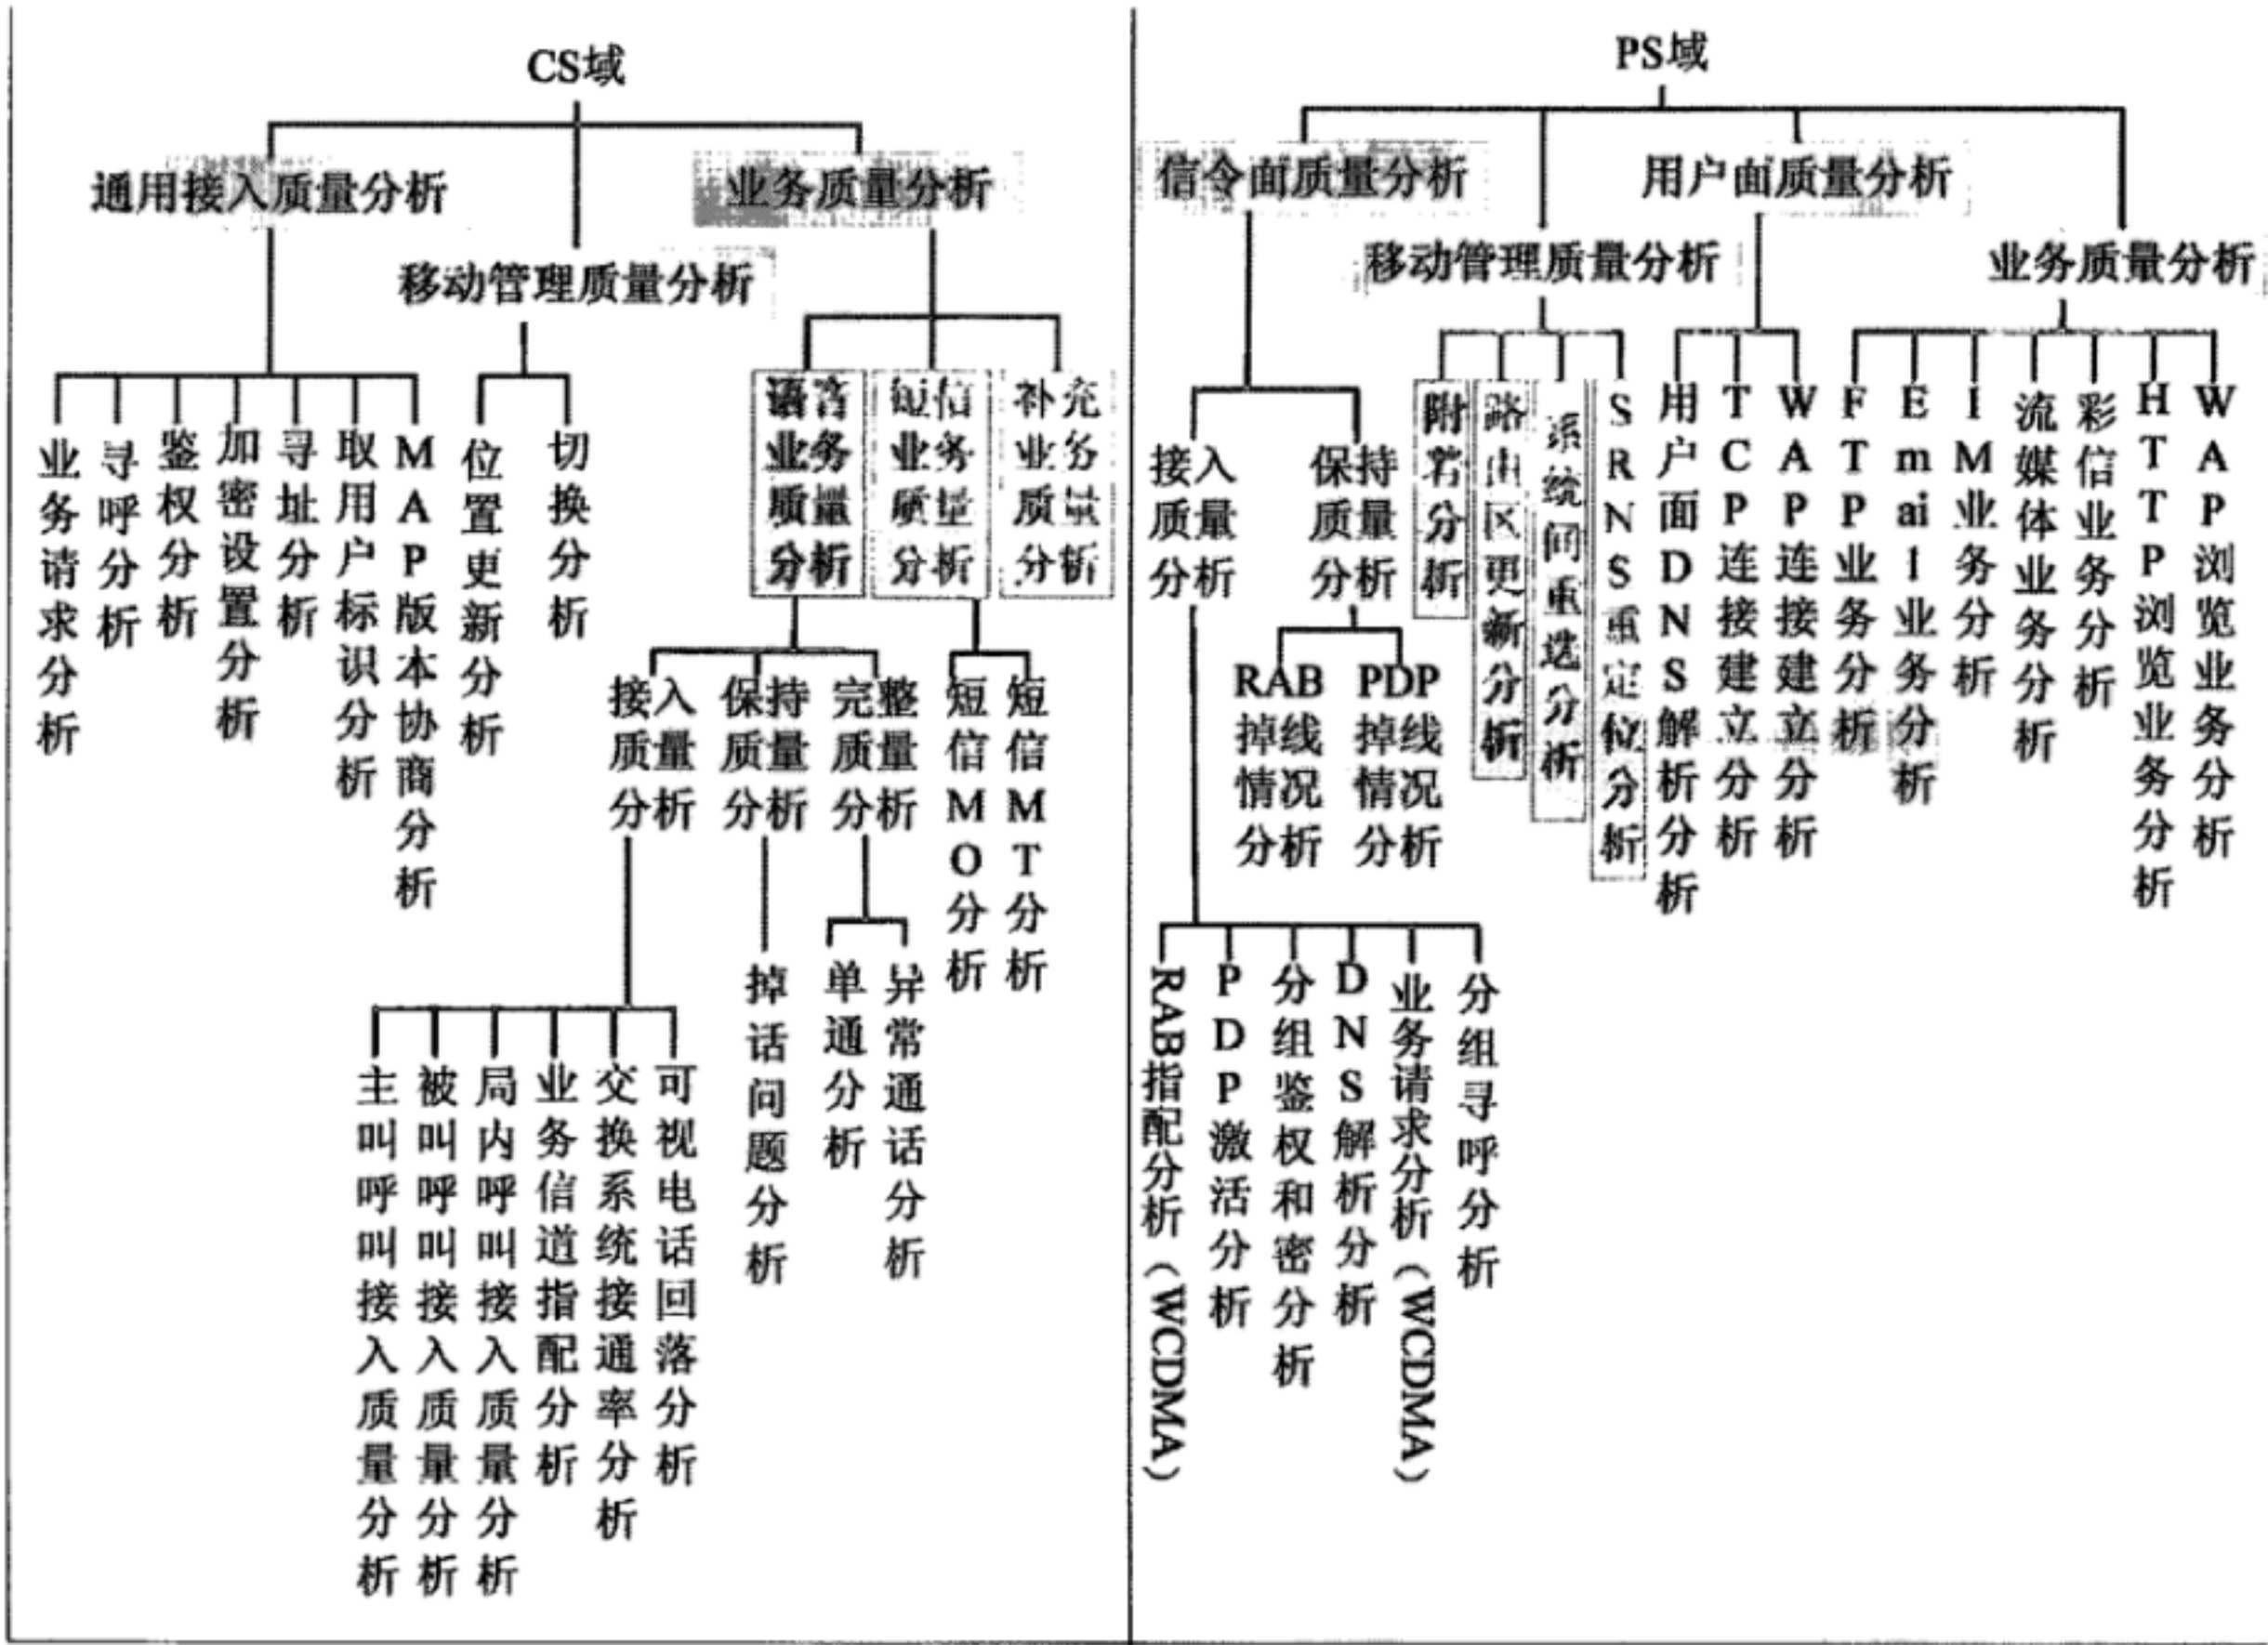 CS域
通用接入质量分析
业务质量分析
移动管理质量分析
业务请求分析
寻呼分析
鉴权分析
加密设置分析
寻址分析
取用户标识分析
MAP版本协商分析
位置更新分析
切换分析
语音业务质量分析
短信业务质量分析
补充业务质量分析
接入质量分析
保持质量分析
完整质量分析
短信MO分析
短信MT分析
主叫呼叫接入质量分析
被叫呼叫接入质量分析
局内呼叫接入质量分析
业务信道指配分析
交换系统接通率分析
可视电话回落分析
掉话问题分析
单通分析
异常通话分析
PS域
信令面质量分析
用户面质量分析
移动管理质量分析
业务质量分析
接入质量分析
保持质量分析
附着分析
路由区更新分析
系统间重选分析
SRNS重定位分析
用户面DNS解析分析
TCP连接建立分析
WAP连接建立分析
FTP业务分析
Email业务分析
IM业务分析
流媒体业务分析
彩信业务分析
HTTP浏览业务分析
WAP浏览业务分析
RAB掉线情况分析
PDP掉线情况分析
RAB指配分析（WCDMA）
PDP激活分析
分组鉴权和密分析
DNS解析分析
业务请求分析（WCDMA）
分组寻呼分析